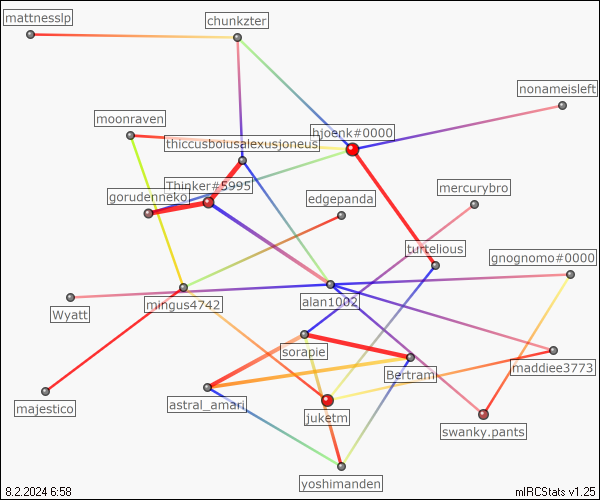 mattnesslp
chunkzter
nonameisleft
moonraven
hjoenk#0000
thiccusbolusalexusjoneus
Thinker#5995
gorudenneko
edgepanda
mercurybro
turtelious
gnognomo#0000
mingus4742
alan1002
Wyatt
sorapie
maddiee3773
Bertram
majestico
astral_amari
juketm
swanky.pants
yoshimanden
8.2.2024 6:58
mIRCStats v1.25